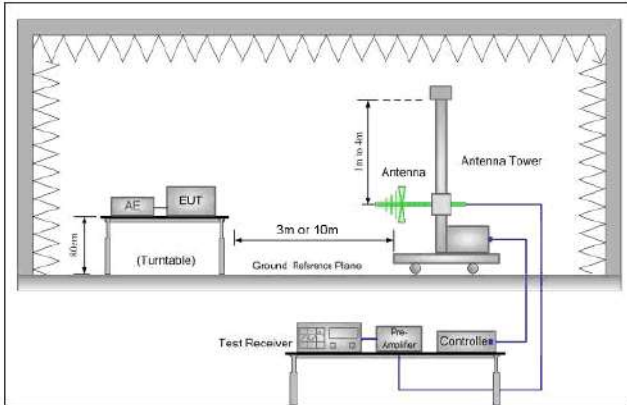 1m to 4m
Antenna
Antenna Tower
AE
EUT
80cm
3m or 10m
(Turntable)
Ground Reference Plane
Test Receiver
Pre-
Amplifier
Controller